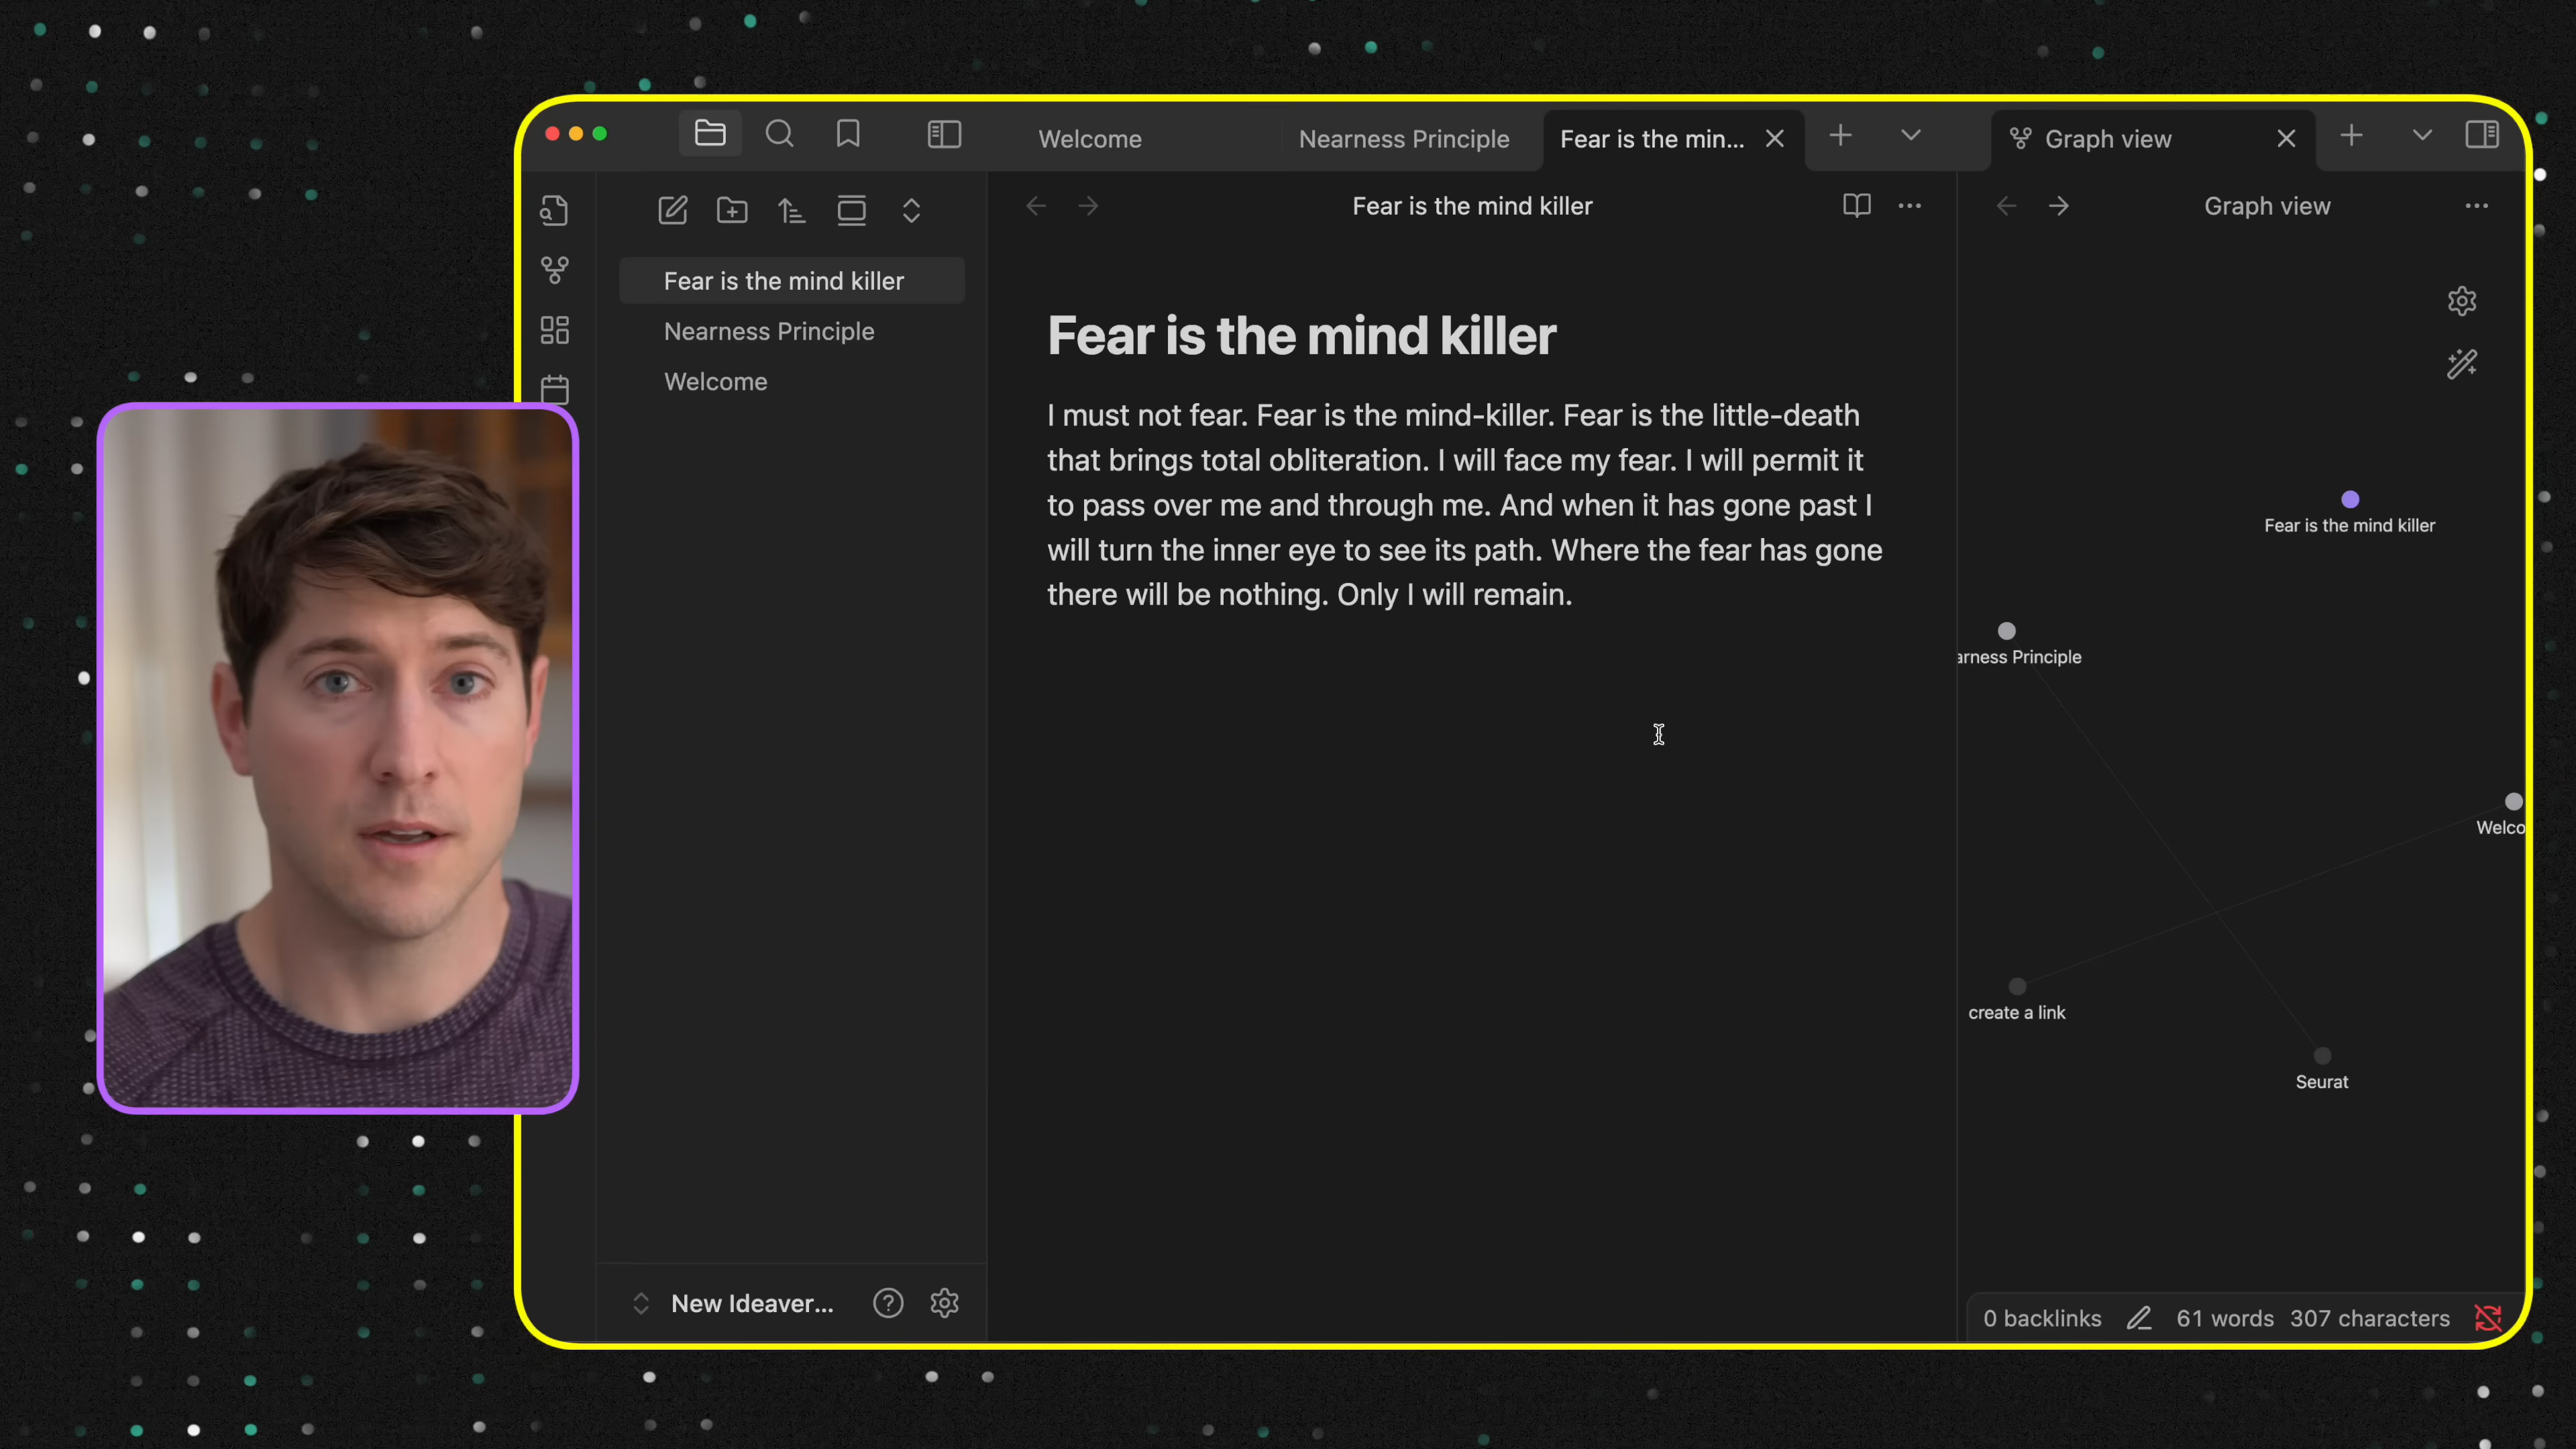 Welcome
Nearness Principle
Fear is the min...
Graph view
Fear is the mind killer
Graph view
Fear is the mind killer
Nearness Principle
Welcome
Fear is the mind killer
I must not fear. Fear is the mind-killer. Fear is the little-death
that brings total obliteration. I will face my fear. I will permit it
to pass over me and through me. And when it has gone past I
will turn the inner eye to see its path. Where the fear has gone
there will be nothing. Only I will remain.
Fear is the mind killer
arness Principle
Welco
create a link
Seurat
New Ideaver...
0 backlinks
61 words
307 characters